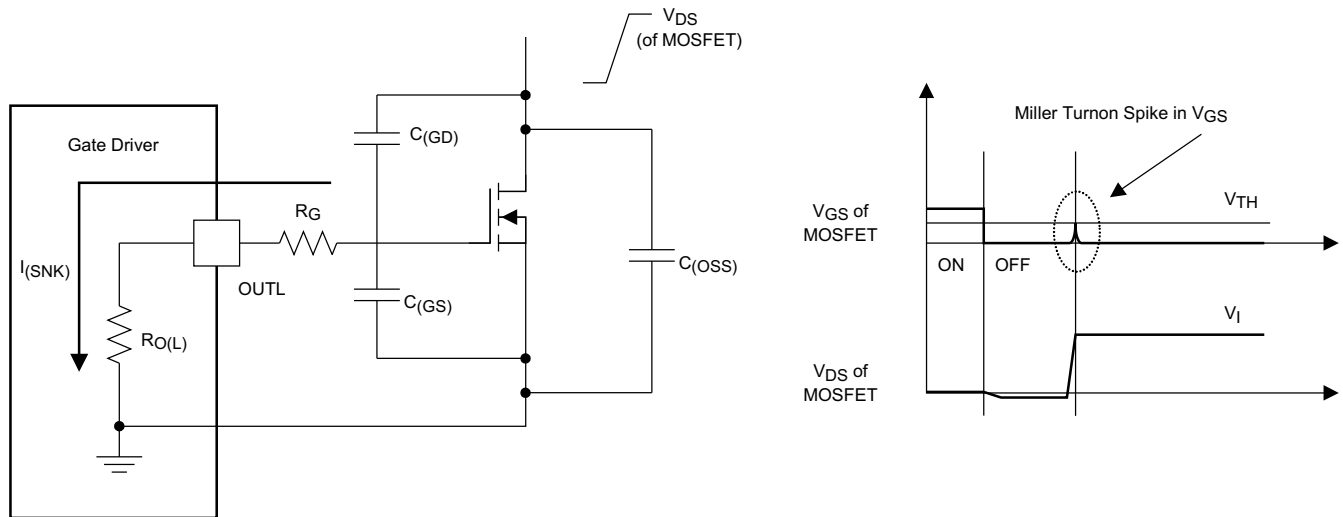 VDS
(of MOSFET)
Gate Driver
C(GD)
RG
I(SNK)
OUTL
C(OSS)
C(GS)
RO(L)
Miller Turnon Spike in VGS
VTH
VGS of
MOSFET
ON OFF
VI
VDS of
MOSFET